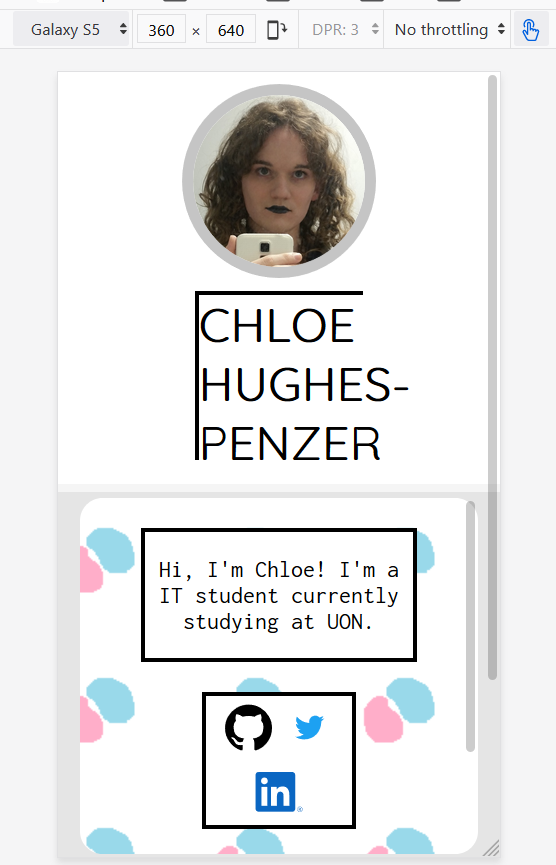 Galaxy S5 360 × 640 DPR: 3 No throttling
CHLOE
HUGHES-
PENZER
Hi, I'm Chloe! I'm a
IT student currently
studying at UON.
in®